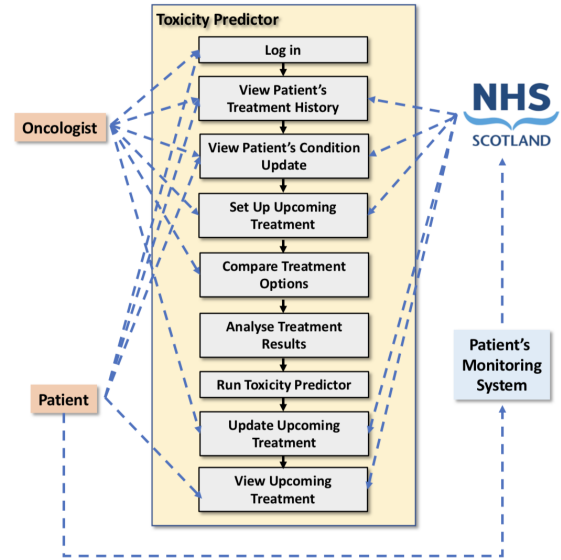 Toxicity Predictor
Log in
View Patient's
Treatment History
Oncologist
NHS
SCOTLAND
View Patient's Condition
Update
Set Up Upcoming
Treatment
Compare Treatment
Options
Analyse Treatment
Results
Patient's
Monitoring
System
Run Toxicity Predictor
Patient
Update Upcoming
Treatment
View Upcoming
Treatment